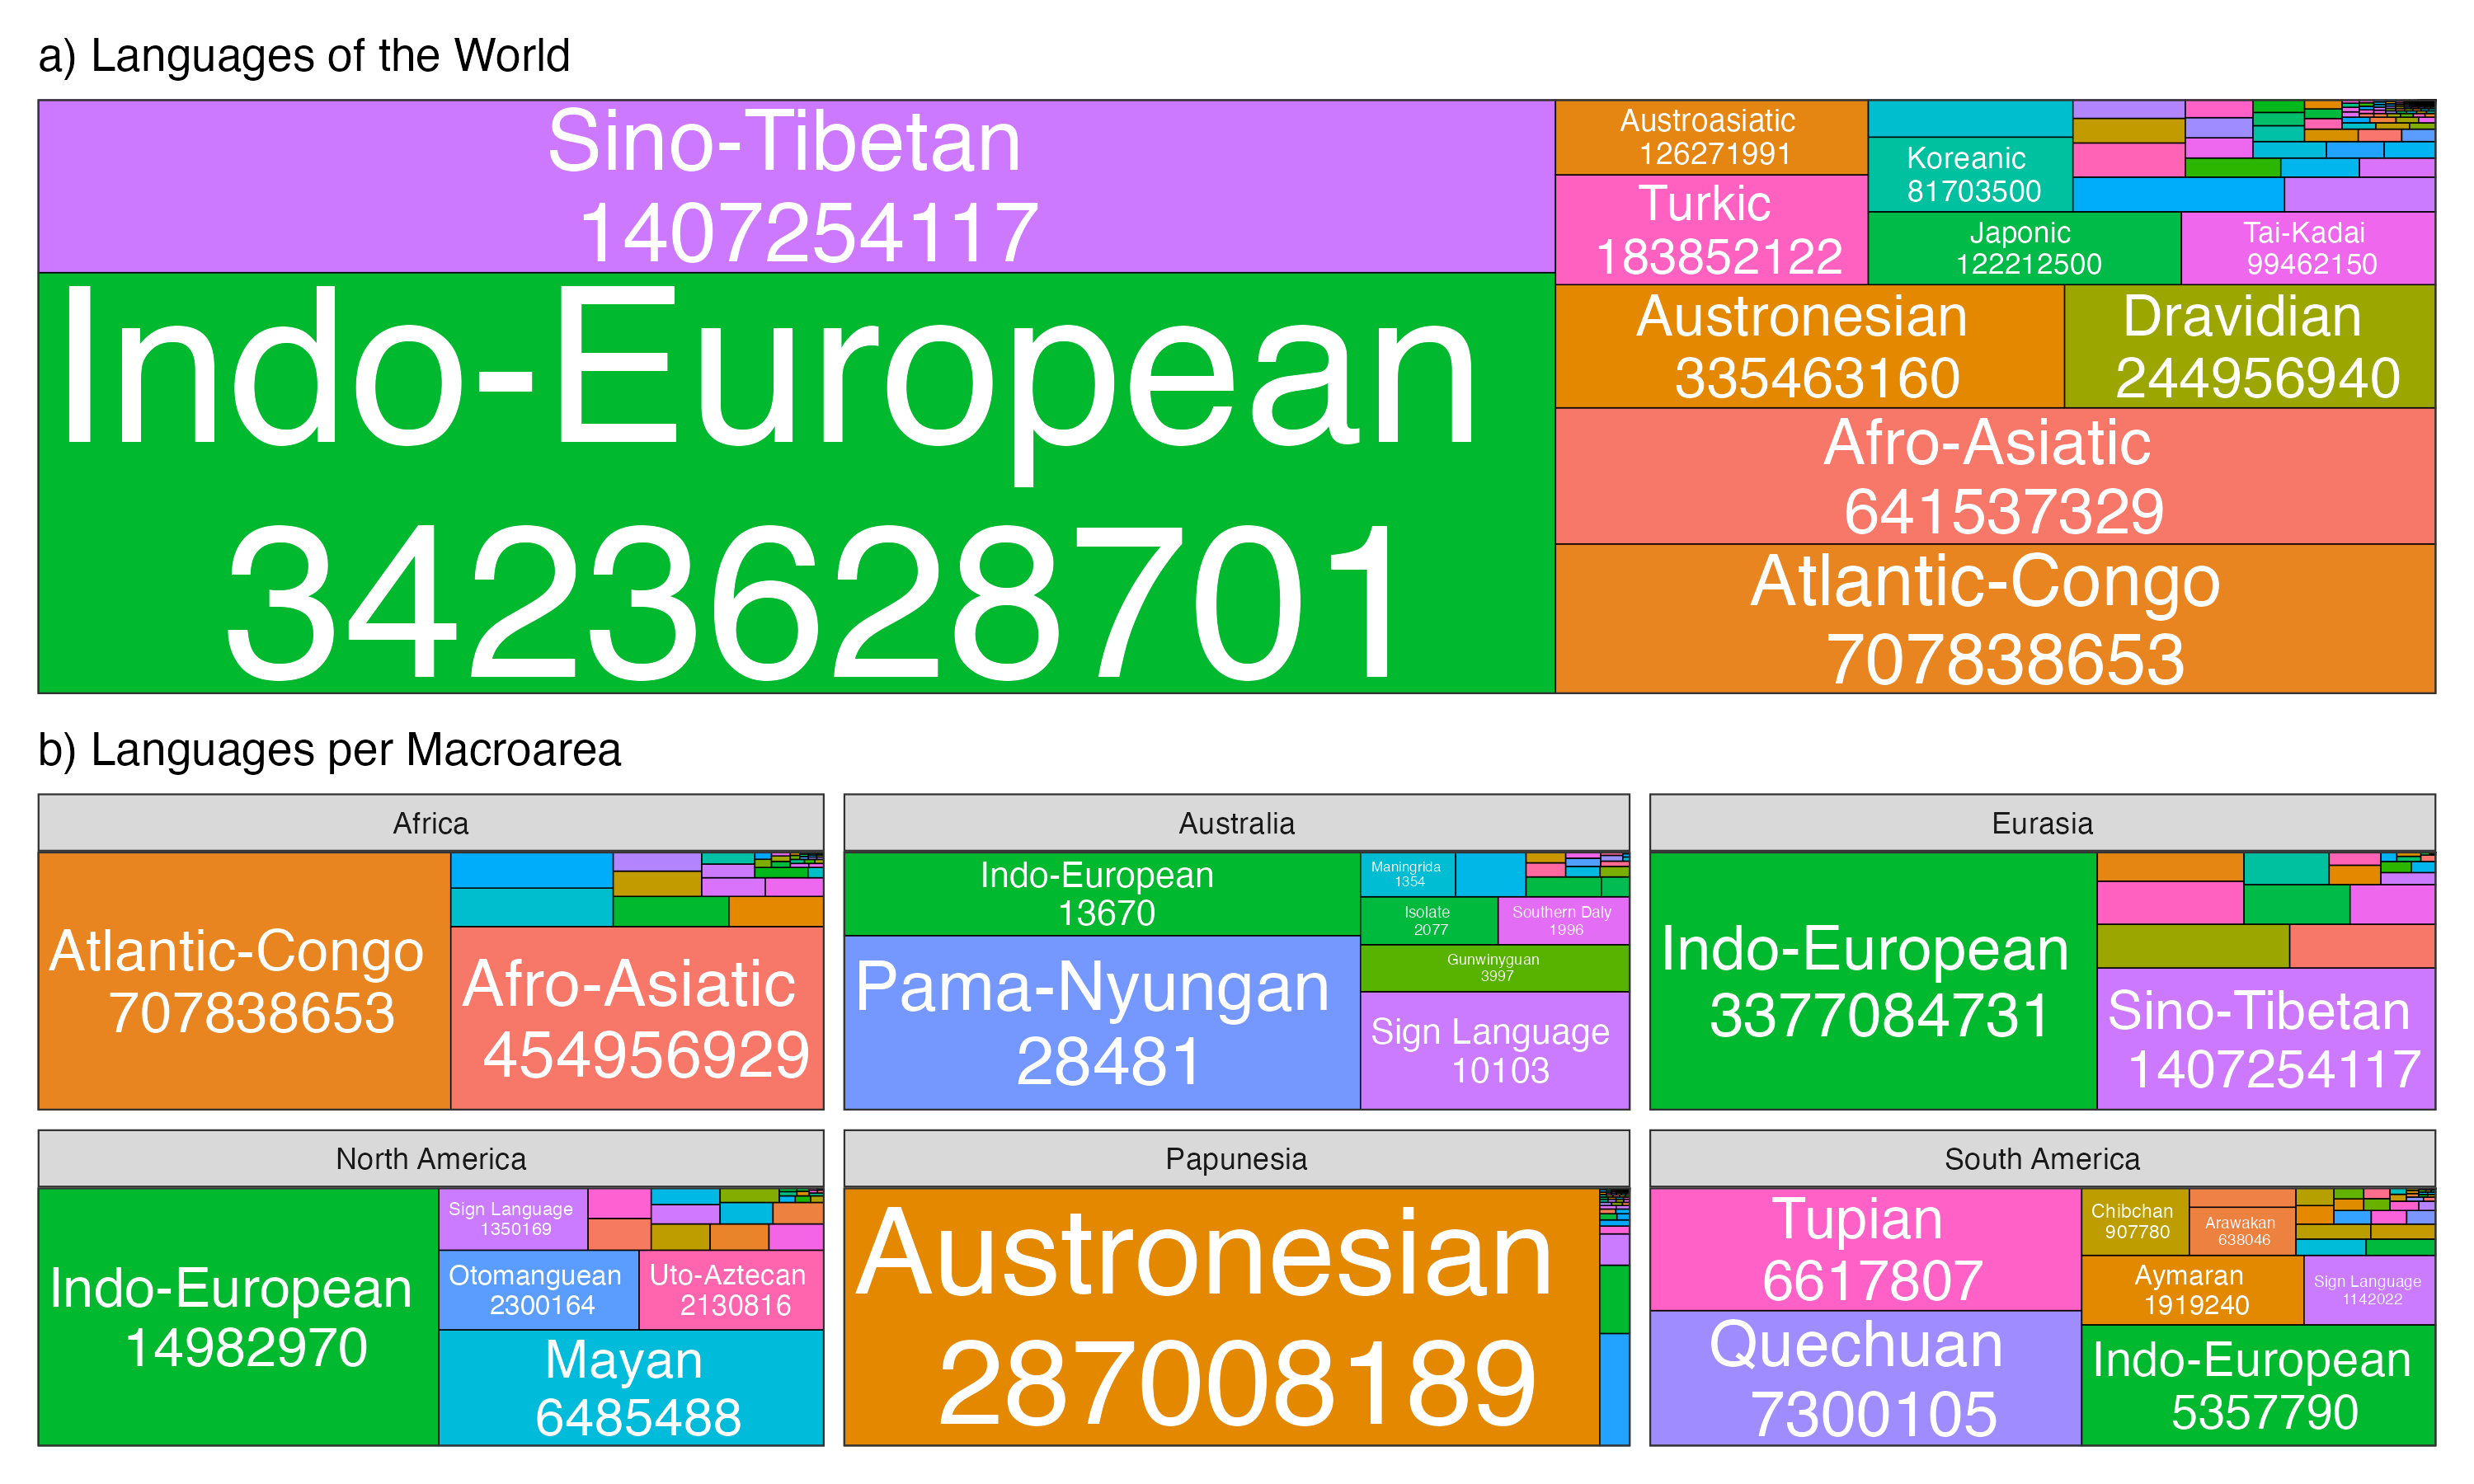 a) Languages of the World
Sino-Tibetan
1407254117
Indo-European
3423628701
Austroasiatic
126271991
Turkic
183852122
Koreanic
81703500
Japonic
122212500
Tai-Kadai
99462150
Austronesian
335463160
Dravidian
244956940
Afro-Asiatic
641537329
Atlantic-Congo
707838653
b) Languages per Macroarea
Africa
Atlantic-Congo
707838653
Afro-Asiatic
454956929
Australia
Indo-European
13670
Pama-Nyungan
28481
Maningrida
1354
Isolate
2077
Southern Daly
1996
Gunwinyguan
3997
Sign Language
10103
Eurasia
Indo-European
3377084731
Sino-Tibetan
1407254117
North America
Indo-European
14982970
Sign Language
1350169
Otomanguean
2300164
Uto-Aztecan
2130816
Mayan
6485488
Papunesia
Austronesian
287008189
South America
Tupian
6617807
Quechuan
7300105
Chibchan
907780
Arawakan
638046
Aymaran
1919240
Sign Language
1142022
Indo-European
5357790